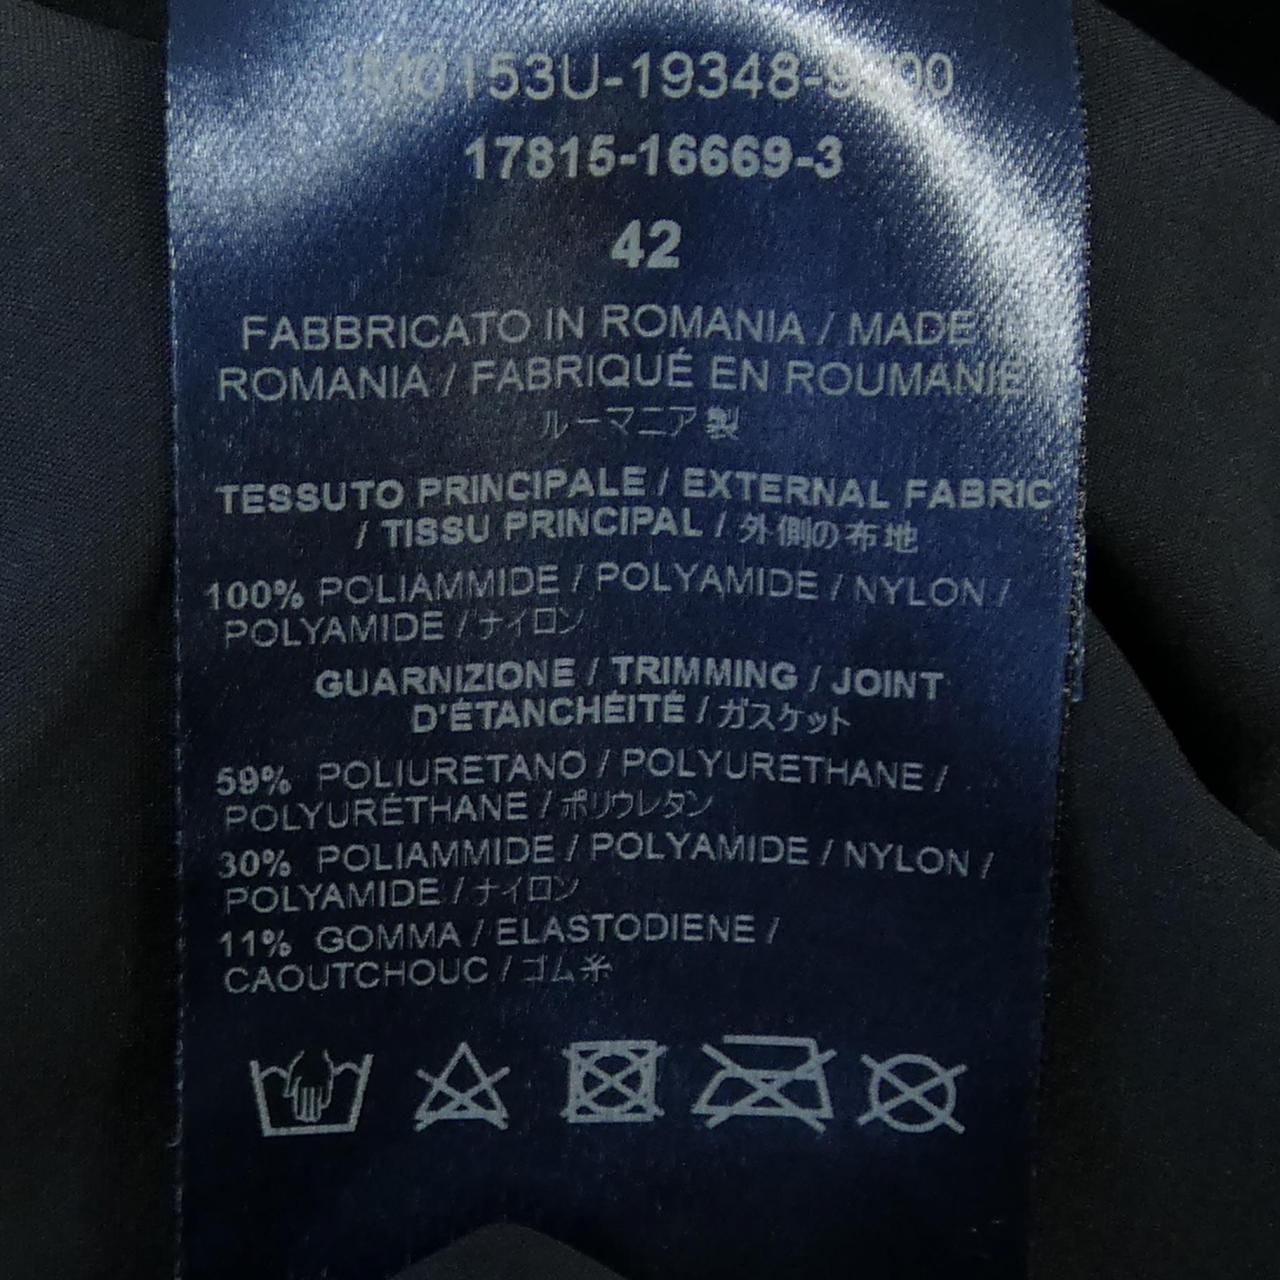 17815-16669-3
42
FABBRICATO IN ROMANIA / MADE
ROMANIA / FABRIQUÉ EN ROUMANIE
ルーマニア製
TESSUTO PRINCIPALE / EXTERNAL FABRIC
/ TISSU PRINCIPAL / 外側の布地
100% POLIAMMIDE / POLYAMIDE / NYLON /
POLYAMIDE / ナイロン
GUARNIZIONE / TRIMMING / JOINT
D'ÉTANCHÉITÉ / ガスケット
59% POLIURETANO / POLYURETHANE /
POLYURÉTHANE / ポリウレタン
30% POLIAMMIDE / POLYAMIDE / NYLON /
POLYAMIDE / ナイロン
11% GOMMA / ELASTODIENE /
CAOUTCHOUC / ゴム糸